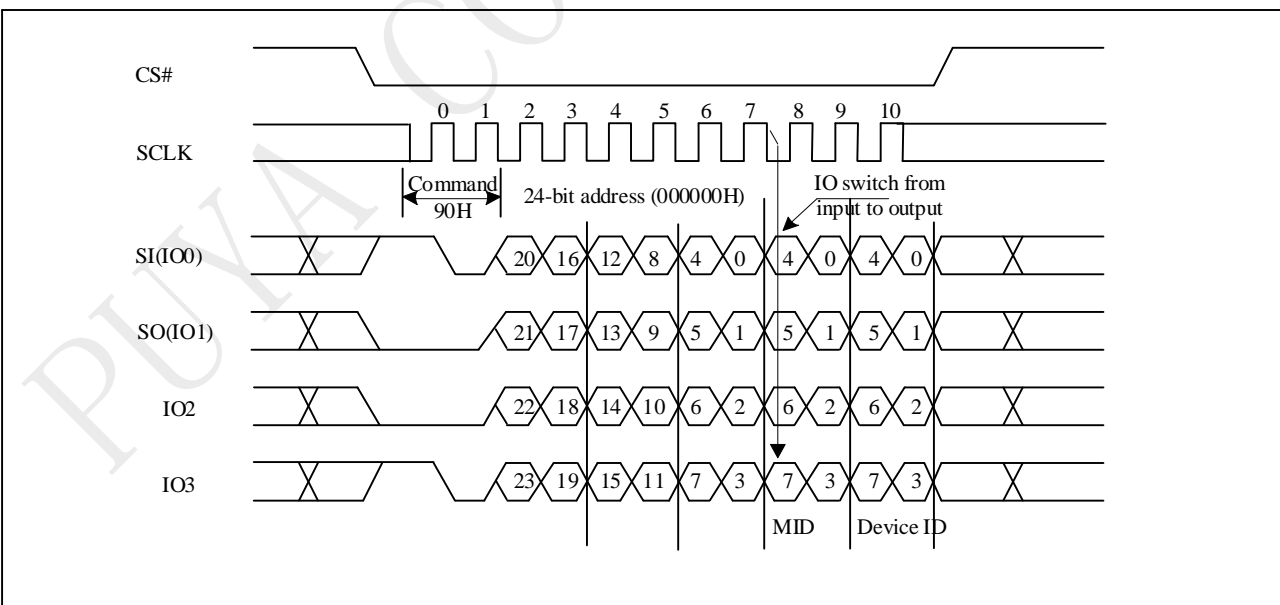 PUYA CO
CS#
0 1 2 3 4 5 6 7 8 9 10
SCLK
Command
90H
24-bit address (000000H)
IO switch from
input to output
SI(IO0) 20 16 12 8 4 0 4 0 4 0
SO(IO1) 21 17 13 9 5 1 5 1 5 1
IO2 22 18 14 10 6 2 6 2 6 2
IO3 23 19 15 11 7 3 7 3 7 3
MID Device ID